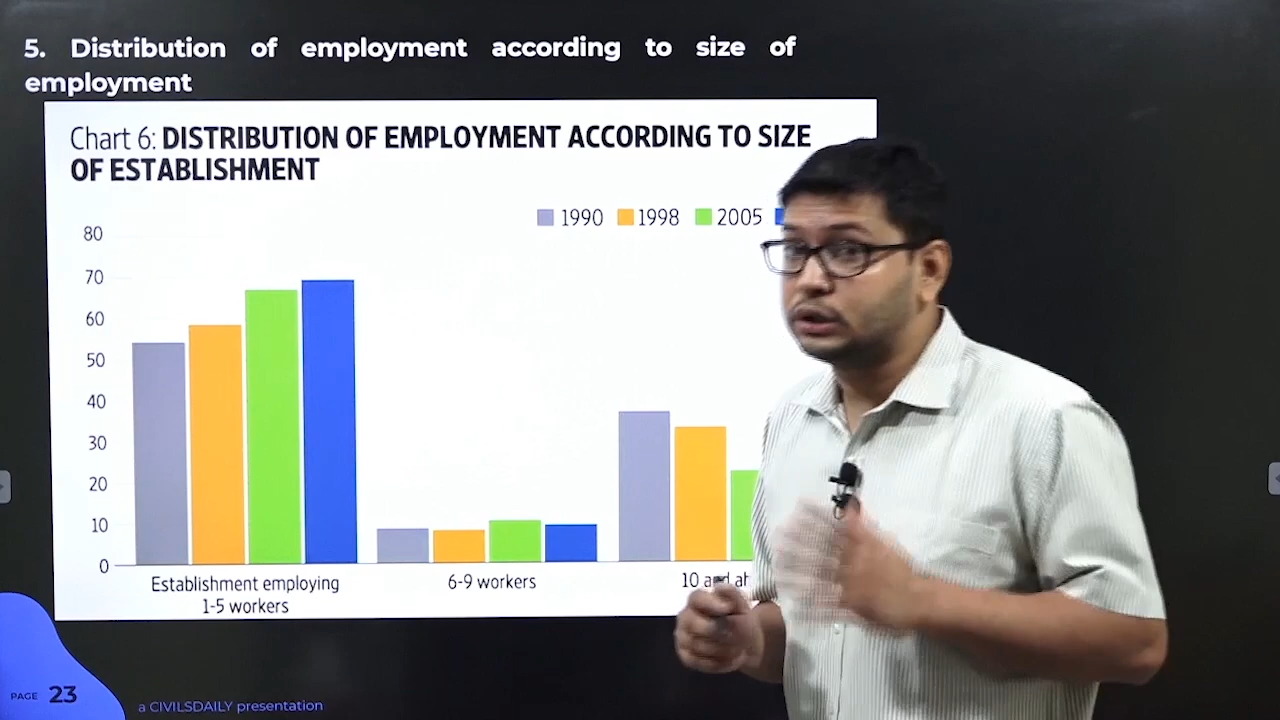 5. Distribution of employment according to size of
employment
Chart 6: DISTRIBUTION OF EMPLOYMENT ACCORDING TO SIZE
OF ESTABLISHMENT
1990 1998 2005
80
70
60
50
40
30
20
10
0
Establishment employing
1-5 workers
6-9 workers
10 and
PAGE 23
a CIVILSDAILY presentation